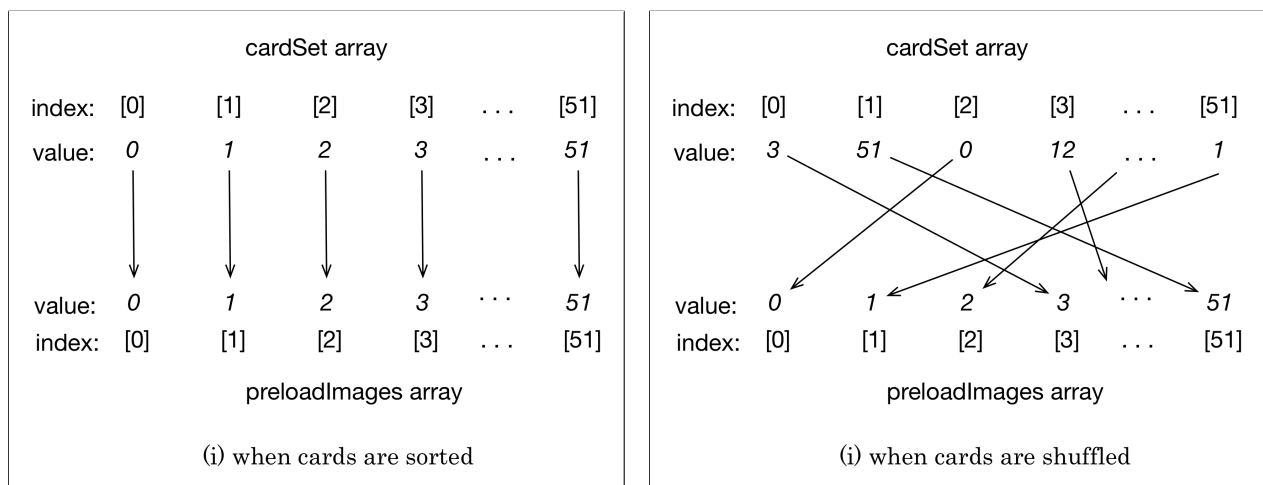 cardSet array
index: [0] [1] [2] [3] . . . [51]
value: 0 1 2 3 . . . 51
value: 0 1 2 3 . . . 51
index: [0] [1] [2] [3] . . . [51]
preloadImages array
(i) when cards are sorted
cardSet array
index: [0] [1] [2] [3] . . . [51]
value: 3 51 0 12 . . . 1
value: 0 1 2 3 . . . 51
index: [0] [1] [2] [3] . . . [51]
preloadImages array
(i) when cards are shuffled